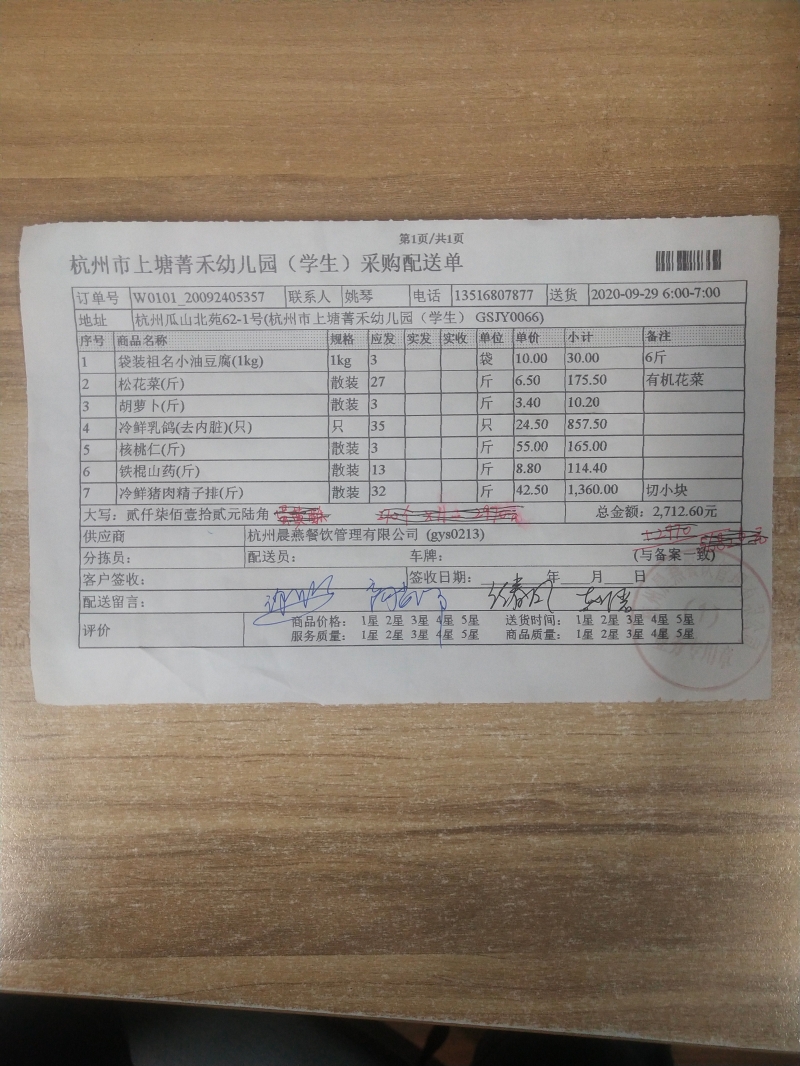 第1页/共1页
杭州市上塘菁禾幼儿园（学生）采购配送单
订单号 W0101_20092405357 联系人 姚琴 电话 13516807877 送货 2020-09-29 6:00-7:00
地址 杭州瓜山北苑62-1号(杭州市上塘菁禾幼儿园（学生） GSJY0066)
序号 商品名称 规格 应发 实发 实收 单位 单价 小计 备注
1 袋装祖名小油豆腐(1kg) 1kg 3 袋 10.00 30.00 6斤
2 松花菜(斤) 散装 27 斤 6.50 175.50 有机花菜
3 胡萝卜(斤) 散装 3 斤 3.40 10.20
4 冷鲜乳鸽(去内脏)(只) 只 35 只 24.50 857.50
5 核桃仁(斤) 散装 3 斤 55.00 165.00
6 铁棍山药(斤) 散装 13 斤 8.80 114.40
7 冷鲜猪肉精子排(斤) 散装 32 斤 42.50 1,360.00 切小块
大写：贰仟柒佰壹拾贰元陆角 总金额：2,712.60元
供应商 杭州晨燕餐饮管理有限公司 (gys0213)
分拣员： 配送员： 车牌： (与备案一致)
客户签收： 签收日期： 年 月 日
配送留言：
评价 商品价格： 1星 2星 3星 4星 5星 送货时间： 1星 2星 3星 4星 5星
服务质量： 1星 2星 3星 4星 5星 商品质量： 1星 2星 3星 4星 5星